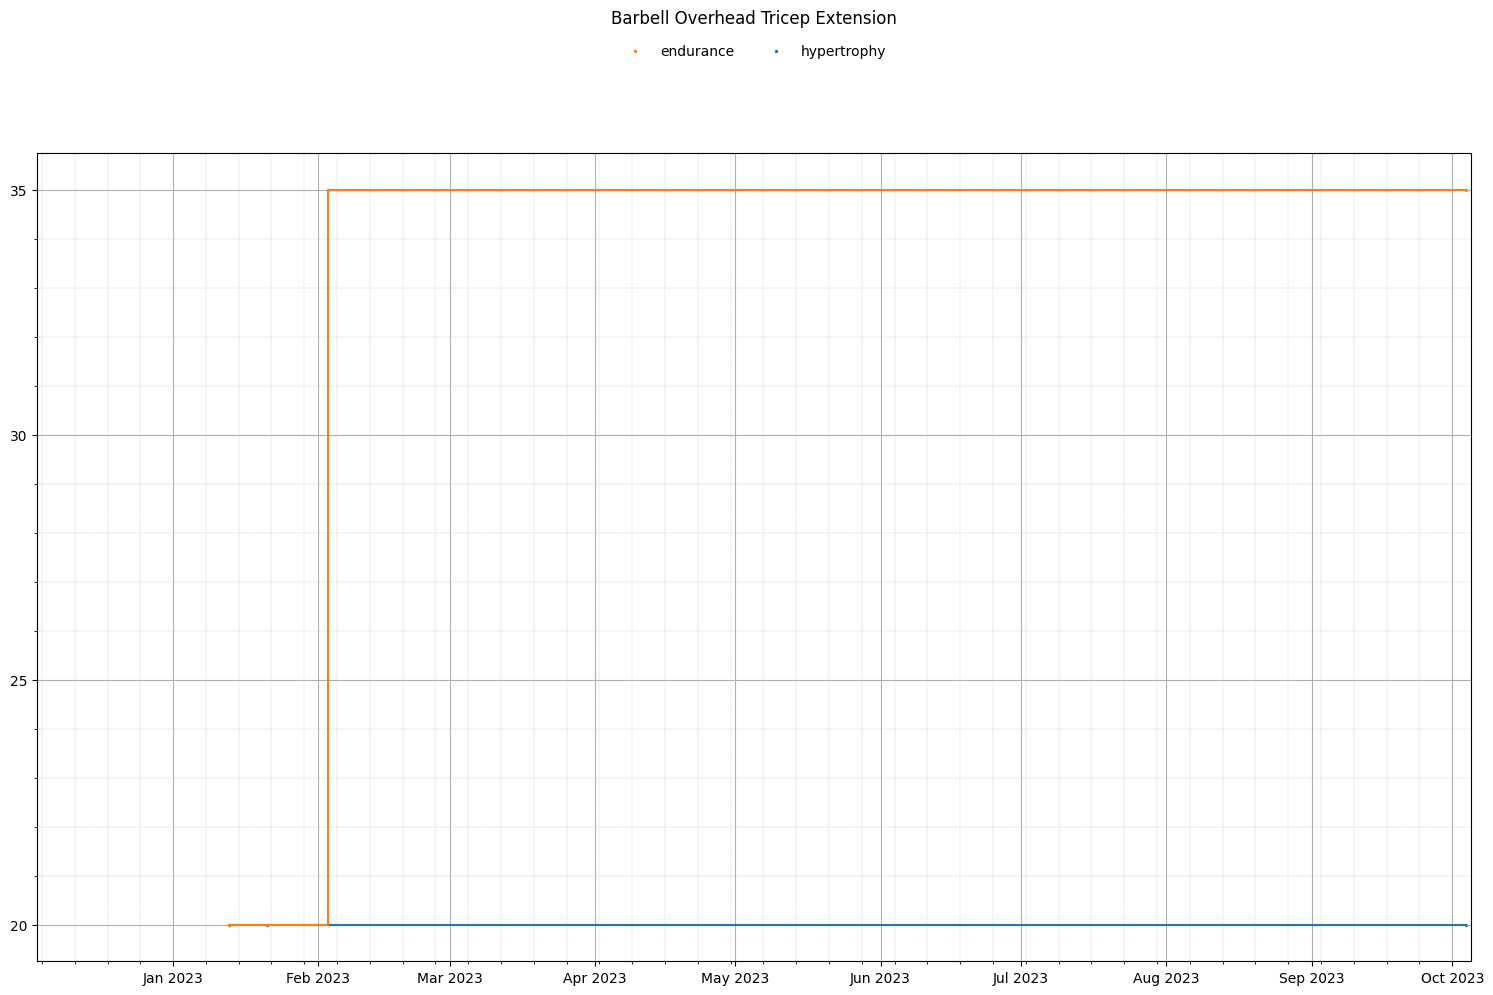 Barbell Overhead Tricep Extension
endurance hypertrophy
35
30
25
20
Jan 2023 Feb 2023 Mar 2023 Apr 2023 May 2023 Jun 2023 Jul 2023 Aug 2023 Sep 2023 Oct 2023